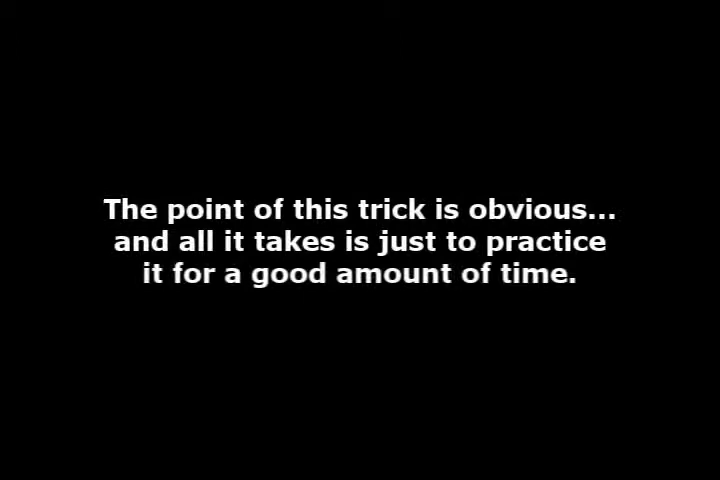 The point of this trick is obvious...
and all it takes is just to practice
it for a good amount of time.